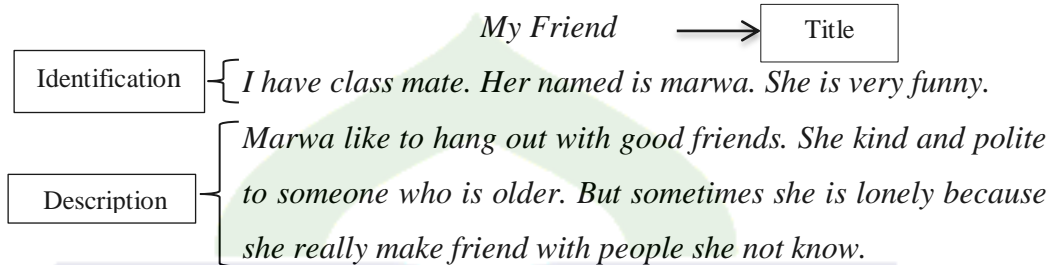 My Friend Title
Identification I have class mate. Her named is marwa. She is very funny.
Marwa like to hang out with good friends. She kind and polite
Description to someone who is older. But sometimes she is lonely because
she really make friend with people she not know.